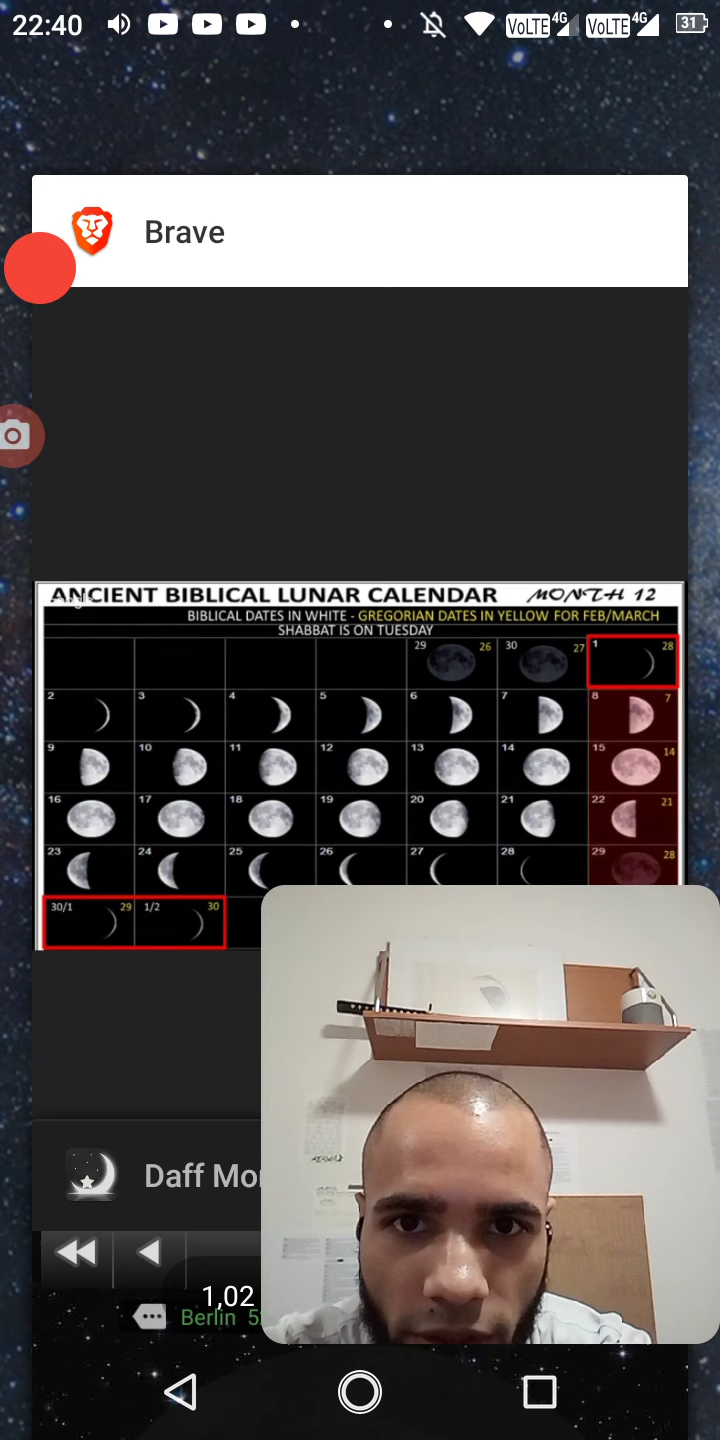 22:40 VoLTE 4G VoLTE 4G 31
Brave
ANCIENT BIBLICAL LUNAR CALENDAR MONTH 12
BIBLICAL DATES IN WHITE - GREGORIAN DATES IN YELLOW FOR FEB/MARCH
SHABBAT IS ON TUESDAY
29 26 30 27 1 28
2 3 4 5 6 7 8 7
9 10 11 12 13 14 15 14
16 17 18 19 20 21 22 21
23 24 25 26 27 28 29 28
30/1 29 1/2 30
Daff
1,02
Berlin